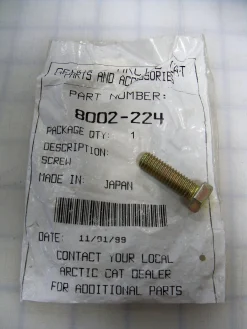 PARTS AND ACCESSORIES
PART NUMBER:
8002-224
PACKAGE QTY: 1
DESCRIPTION:
SCREW
MADE IN: JAPAN
DATE: 11/01/99
CONTACT YOUR LOCAL
ARCTIC CAT DEALER
FOR ADDITIONAL PARTS